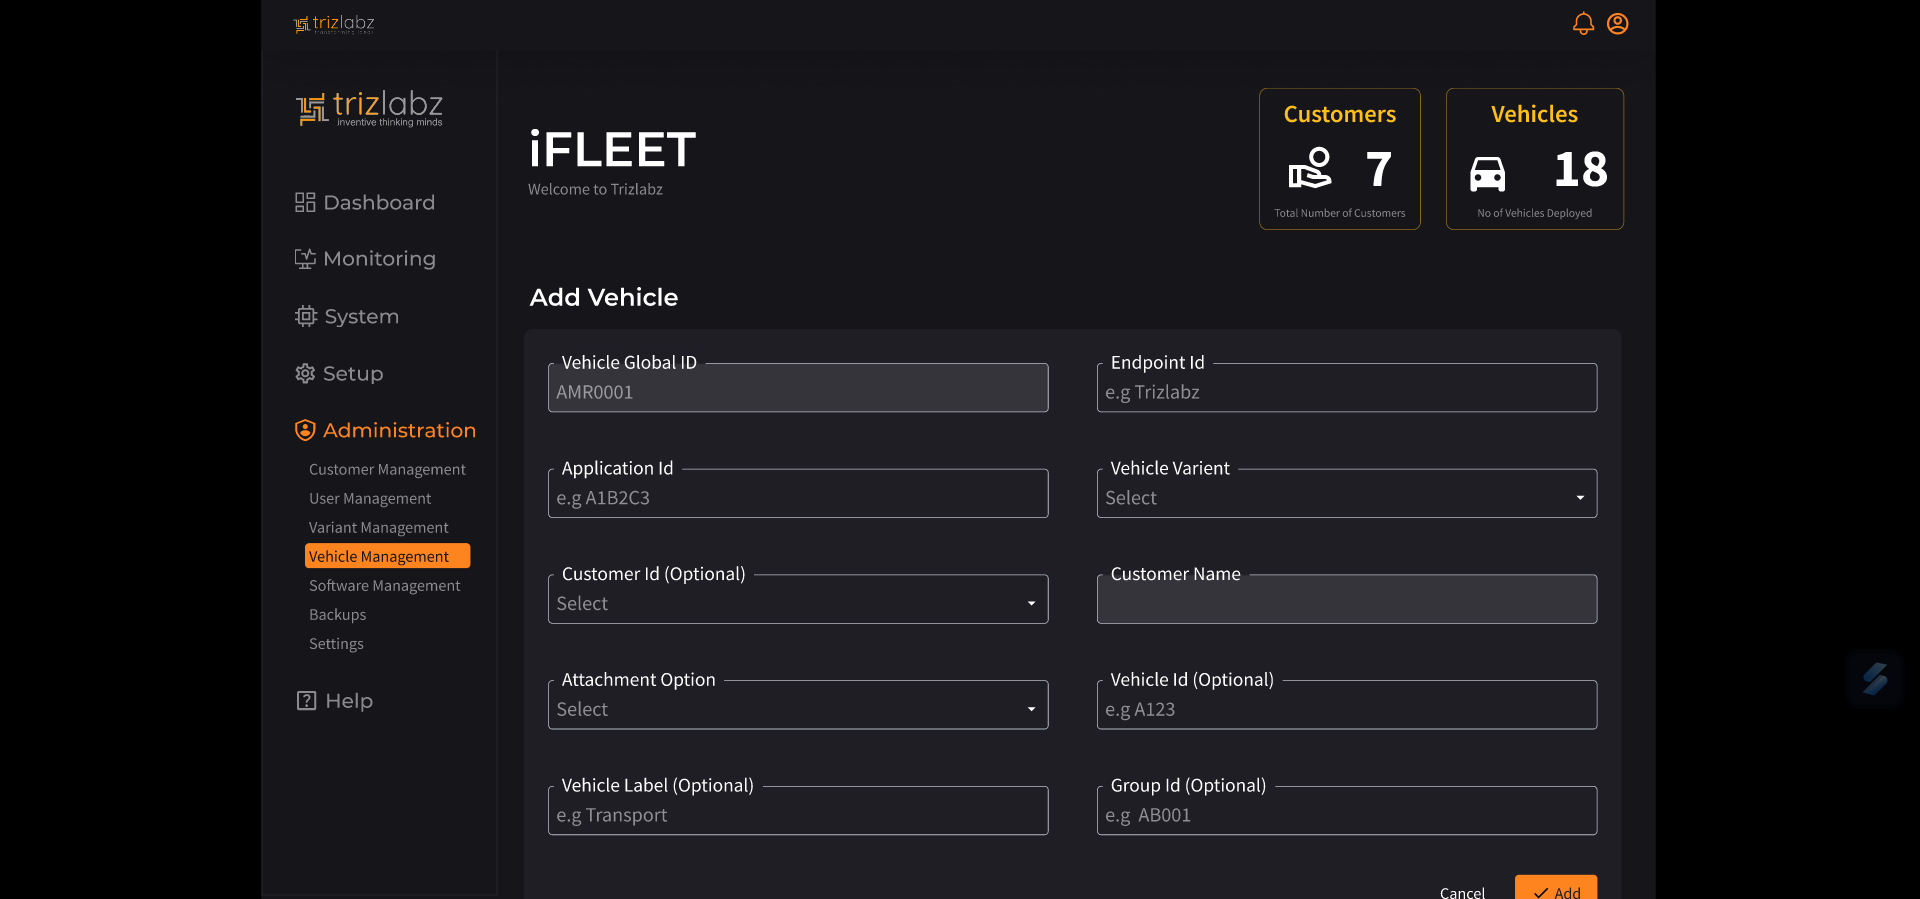 trizlabz
trizlabz
inventive thinking minds
Dashboard
Monitoring
System
Setup
Administration
Customer Management
User Management
Variant Management
Vehicle Management
Software Management
Backups
Settings
Help
iFLEET
Welcome to Trizlabz
Customers
7
Total Number of Customers
Vehicles
18
No of Vehicles Deployed
Add Vehicle
Vehicle Global ID
AMR0001
Endpoint Id
e.g Trizlabz
Application Id
e.g A1B2C3
Vehicle Varient
Select
Customer Id (Optional)
Select
Customer Name
Attachment Option
Select
Vehicle Id (Optional)
e.g A123
Vehicle Label (Optional)
e.g Transport
Group Id (Optional)
e.g AB001
Cancel
Add